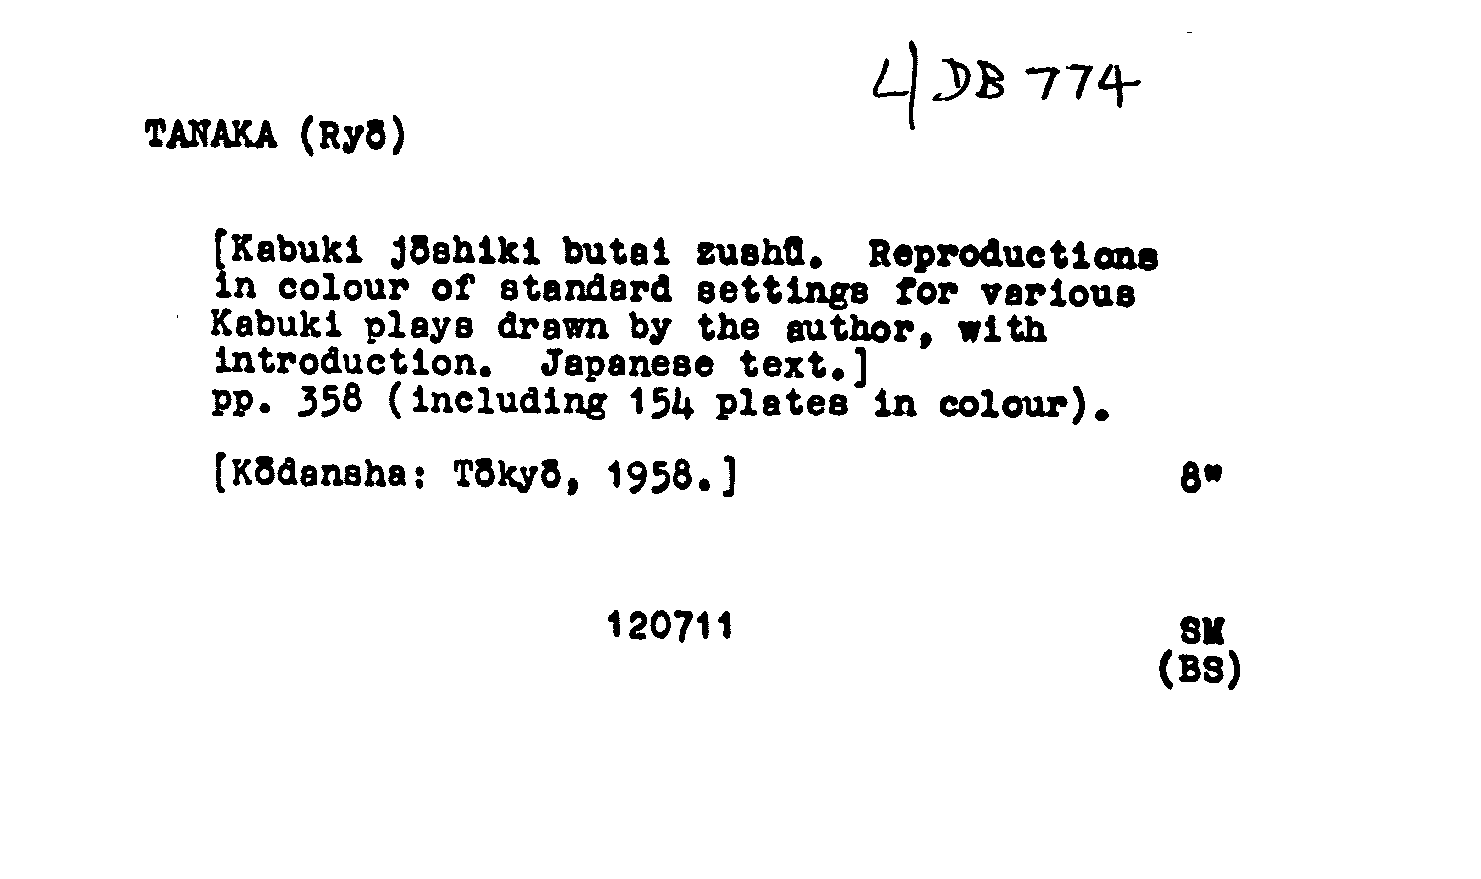 L/DB 774
TANAKA (Ryō)
[Kabuki jōshiki butai zushū. Reproductions
in colour of standard settings for various
Kabuki plays drawn by the author, with
introduction. Japanese text.]
pp. 358 (including 154 plates in colour).
[Kōdansha: Tōkyō, 1958.] 8"
120711 SM
(BS)